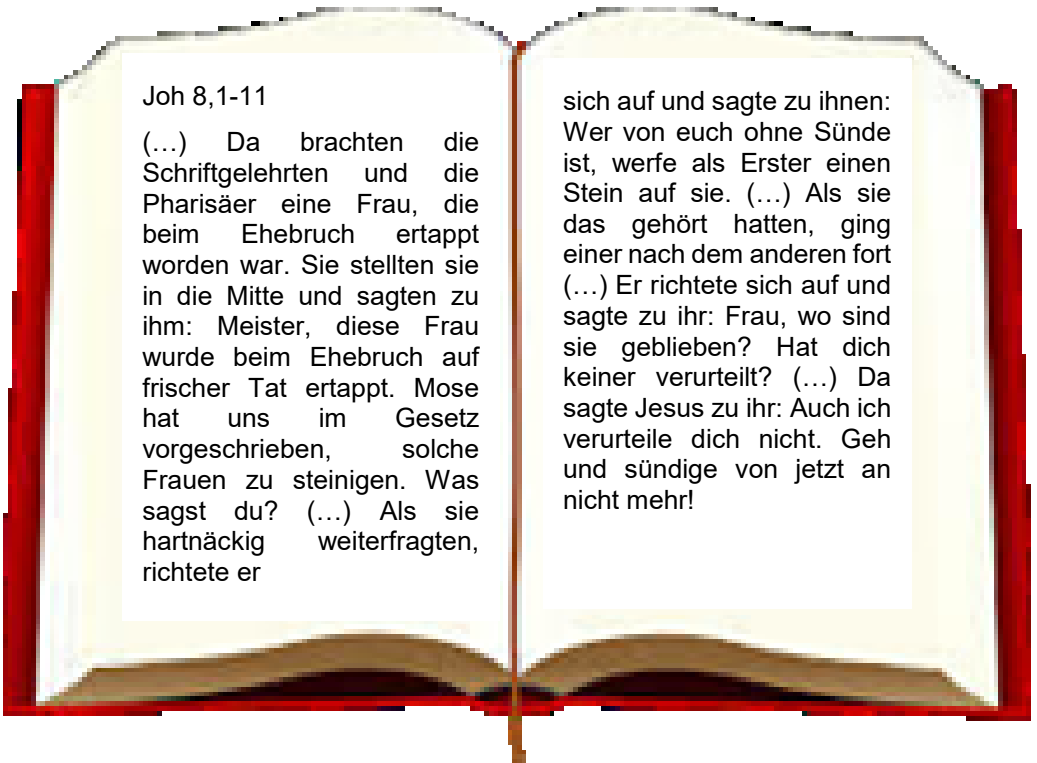 Joh 8,1-11
(…) Da brachten die
Schriftgelehrten und die
Pharisäer eine Frau, die
beim Ehebruch ertappt
worden war. Sie stellten sie
in die Mitte und sagten zu
ihm: Meister, diese Frau
wurde beim Ehebruch auf
frischer Tat ertappt. Mose
hat uns im Gesetz
vorgeschrieben, solche
Frauen zu steinigen. Was
sagst du? (…) Als sie
hartnäckig weiterfragten,
richtete er
sich auf und sagte zu ihnen:
Wer von euch ohne Sünde
ist, werfe als Erster einen
Stein auf sie. (…) Als sie
das gehört hatten, ging
einer nach dem anderen fort
(…) Er richtete sich auf und
sagte zu ihr: Frau, wo sind
sie geblieben? Hat dich
keiner verurteilt? (…) Da
sagte Jesus zu ihr: Auch ich
verurteile dich nicht. Geh
und sündige von jetzt an
nicht mehr!